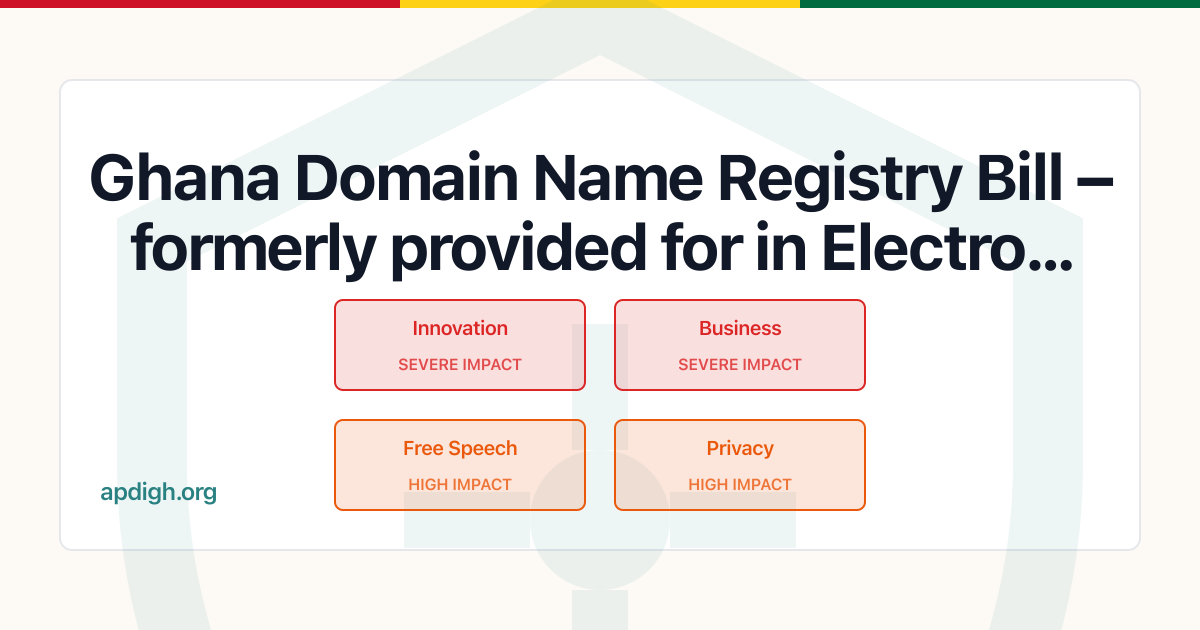 Ghana Domain Name Registry Bill –
formerly provided for in Electro...
Innovation
SEVERE IMPACT
Business
SEVERE IMPACT
Free Speech
HIGH IMPACT
Privacy
HIGH IMPACT
apdigh.org